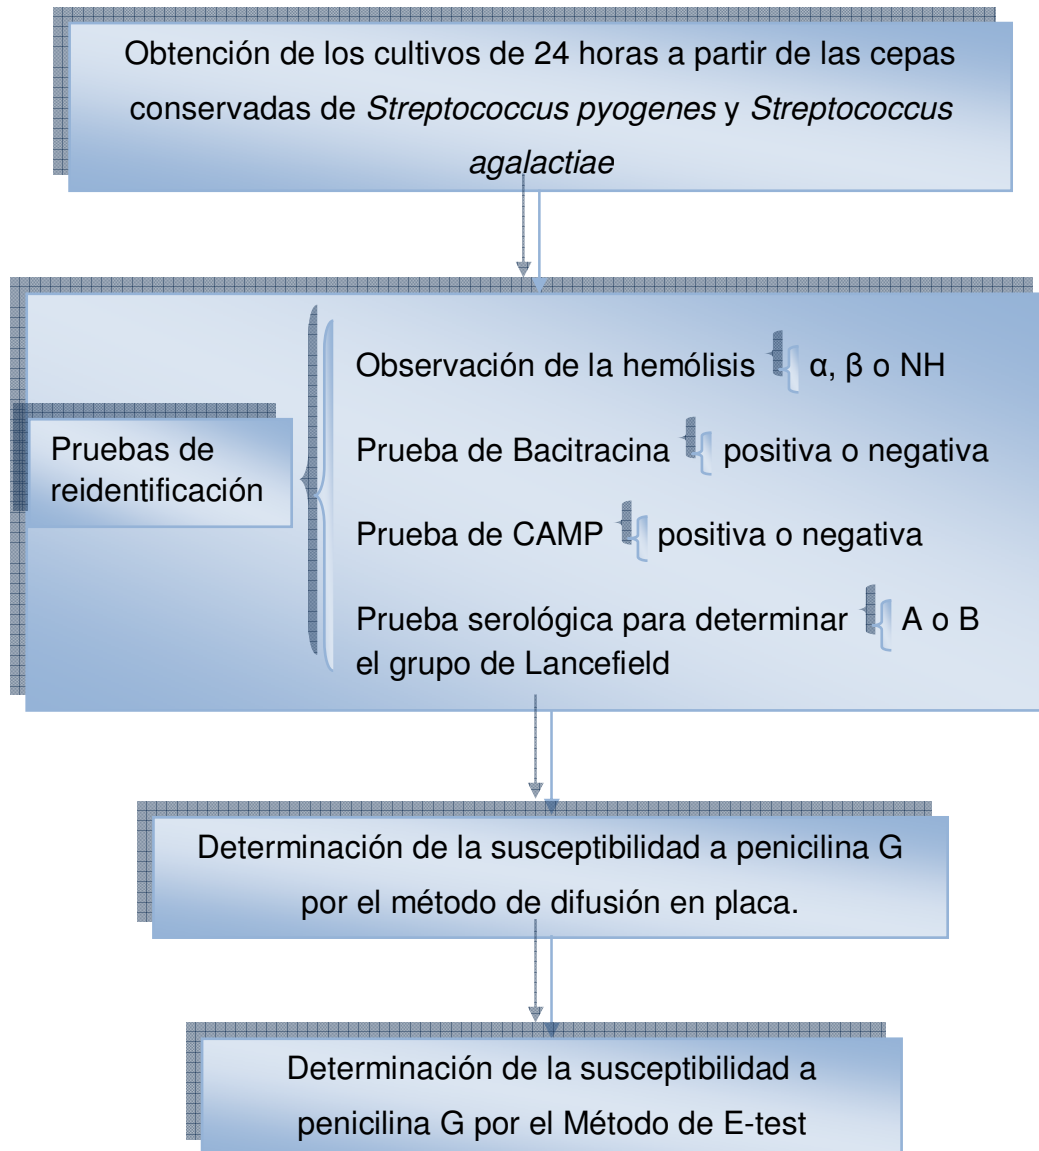 Obtención de los cultivos de 24 horas a partir de las cepas
conservadas de Streptococcus pyogenes y Streptococcus
agalactiae
Pruebas de
reidentificación
Observación de la hemólisis α, β o NH
Prueba de Bacitracina positiva o negativa
Prueba de CAMP positiva o negativa
Prueba serológica para determinar A o B
el grupo de Lancefield
Determinación de la susceptibilidad a penicilina G
por el método de difusión en placa.
Determinación de la susceptibilidad a
penicilina G por el Método de E-test